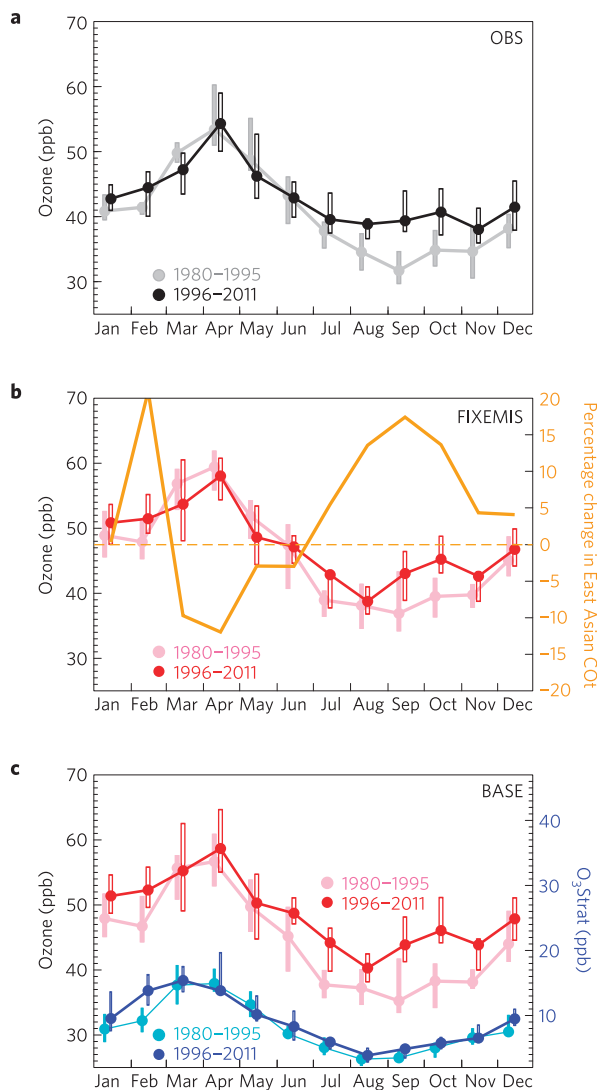 a
OBS
70
60
50
40
30
Ozone (ppb)
1980–1995
1996–2011
Jan Feb Mar Apr May Jun Jul Aug Sep Oct Nov Dec
b
FIXEMIS
70
60
50
40
30
Ozone (ppb)
20
15
10
5
0
−5
−10
−15
−20
Percentage change in East Asian COt
1980–1995
1996–2011
Jan Feb Mar Apr May Jun Jul Aug Sep Oct Nov Dec
c
BASE
70
60
50
40
30
Ozone (ppb)
40
30
20
10
O₃Strat (ppb)
1980–1995
1996–2011
1980–1995
1996–2011
Jan Feb Mar Apr May Jun Jul Aug Sep Oct Nov Dec